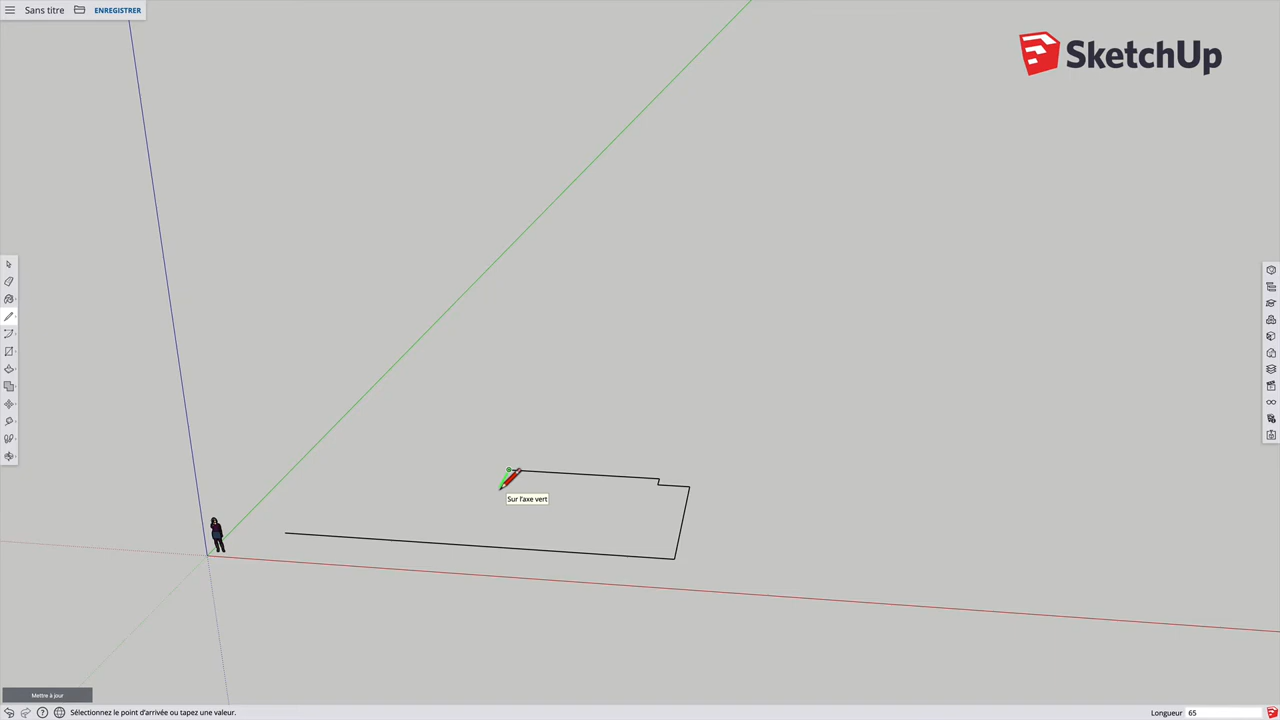 Sans titre
ENREGISTRER
SketchUp
Sur l'axe vert
Mettre à jour
Sélectionnez le point d'arrivée ou tapez une valeur.
Longueur 65